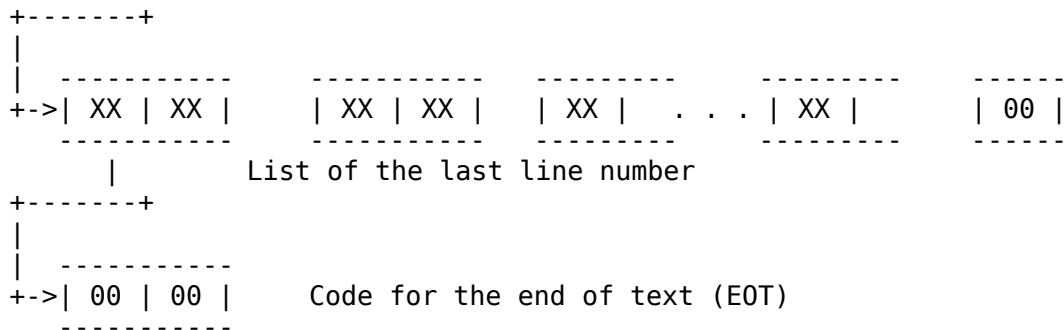 +-------+
|
|  -----------     -----------   ---------     ---------     ------
+->| XX | XX |     | XX | XX |   | XX |  . . . | XX |       | 00 |
   -----------     -----------   ---------     ---------     ------
      |        List of the last line number
+-------+
|
|  -----------
+->| 00 | 00 |     Code for the end of text (EOT)
   -----------